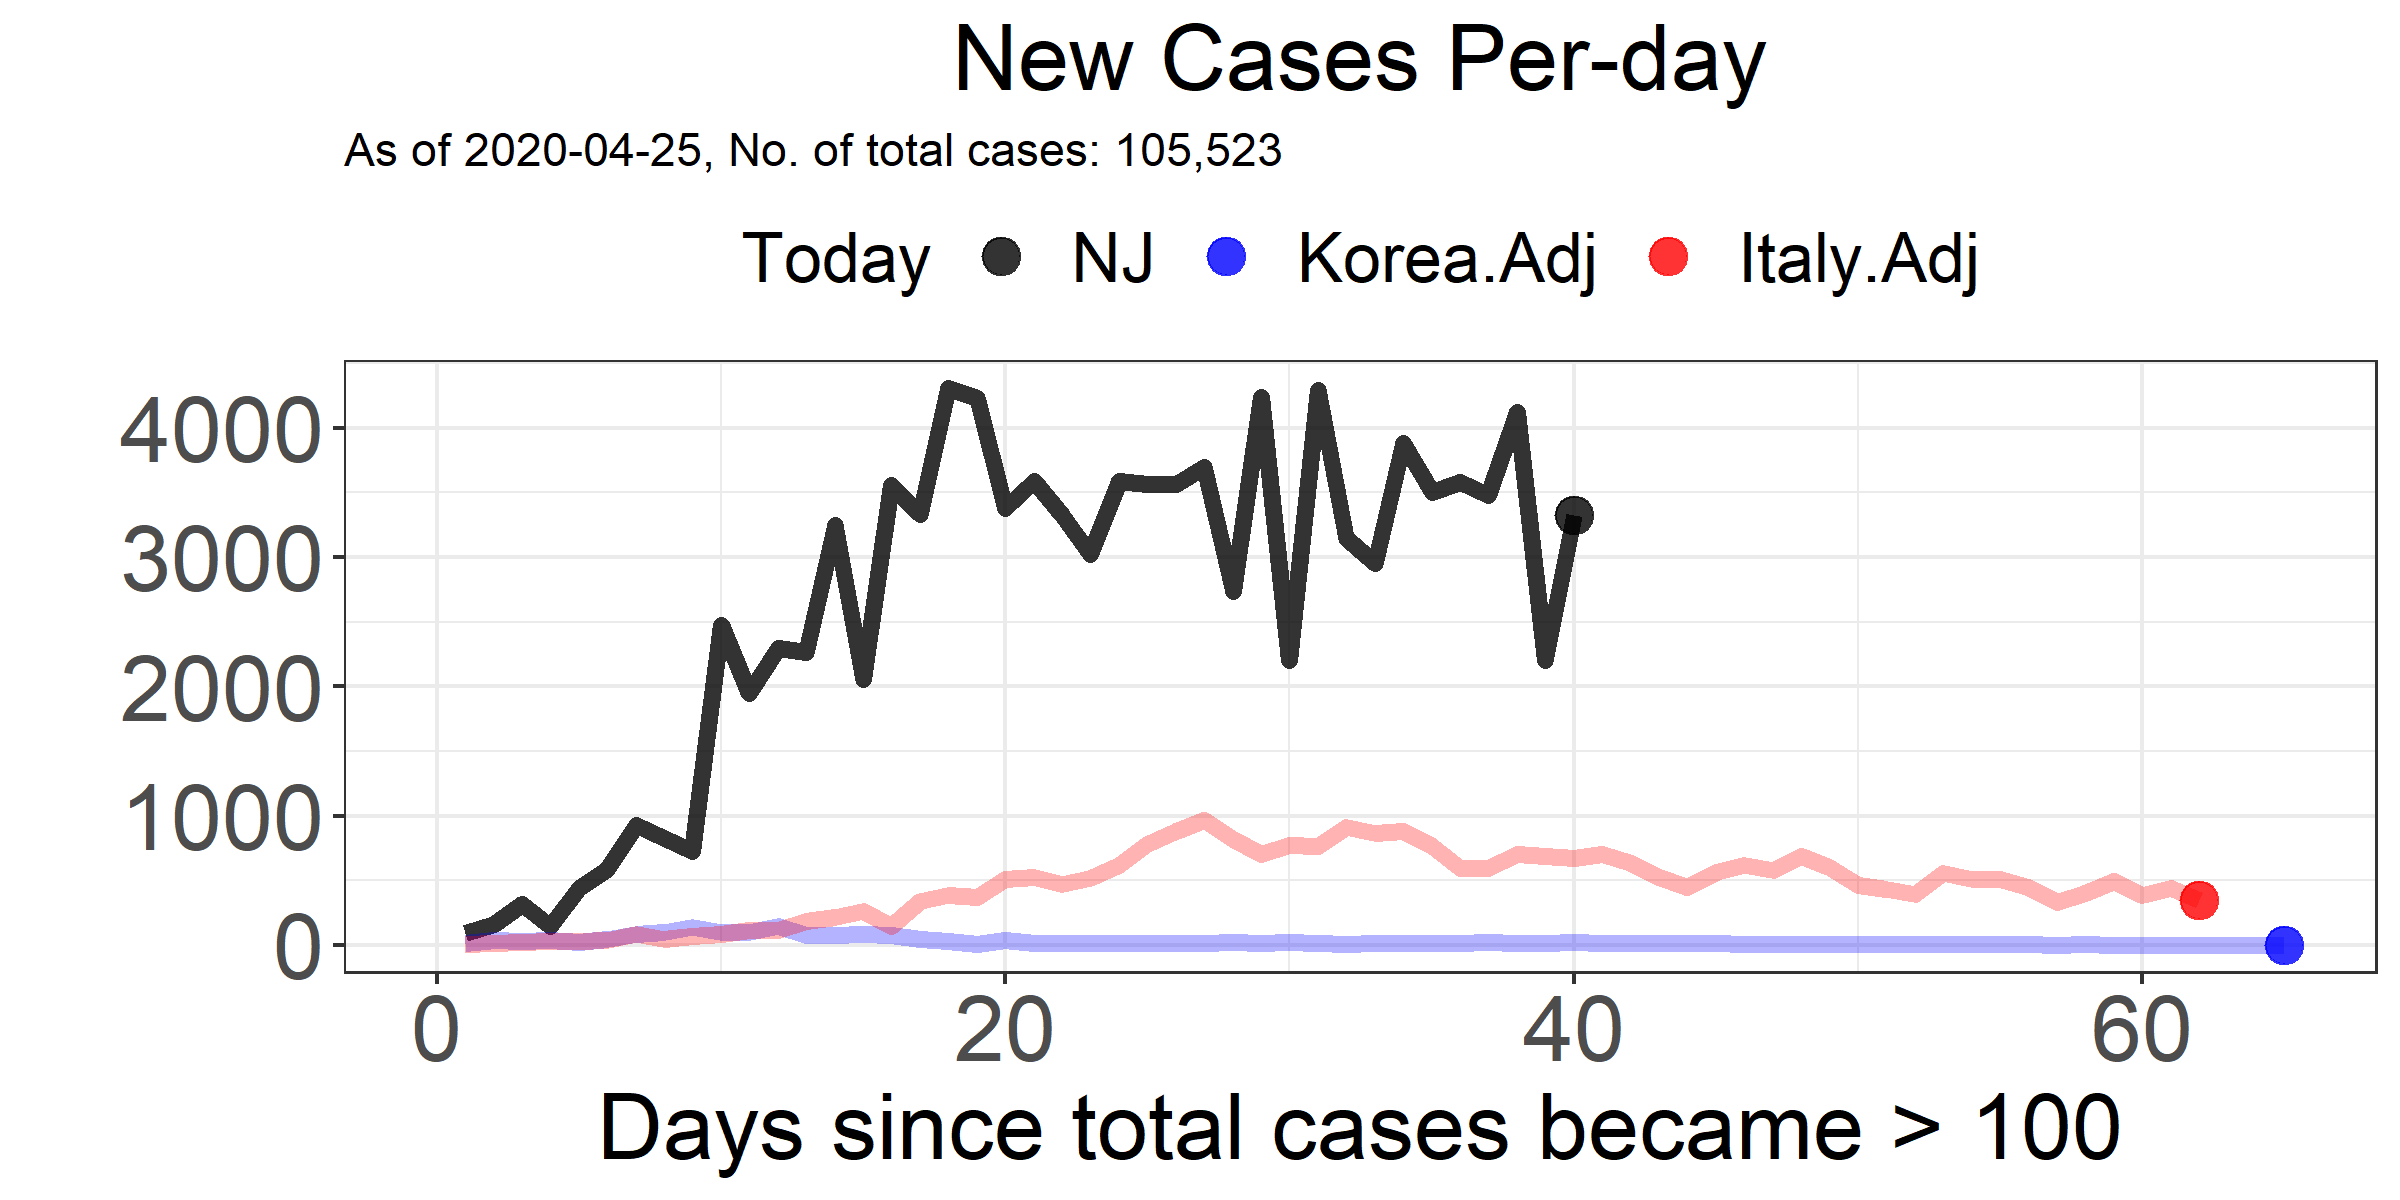 New Cases Per-day
As of 2020-04-25, No. of total cases: 105,523
Today NJ Korea.Adj Italy.Adj
4000
3000
2000
1000
0
0 20 40 60
Days since total cases became > 100